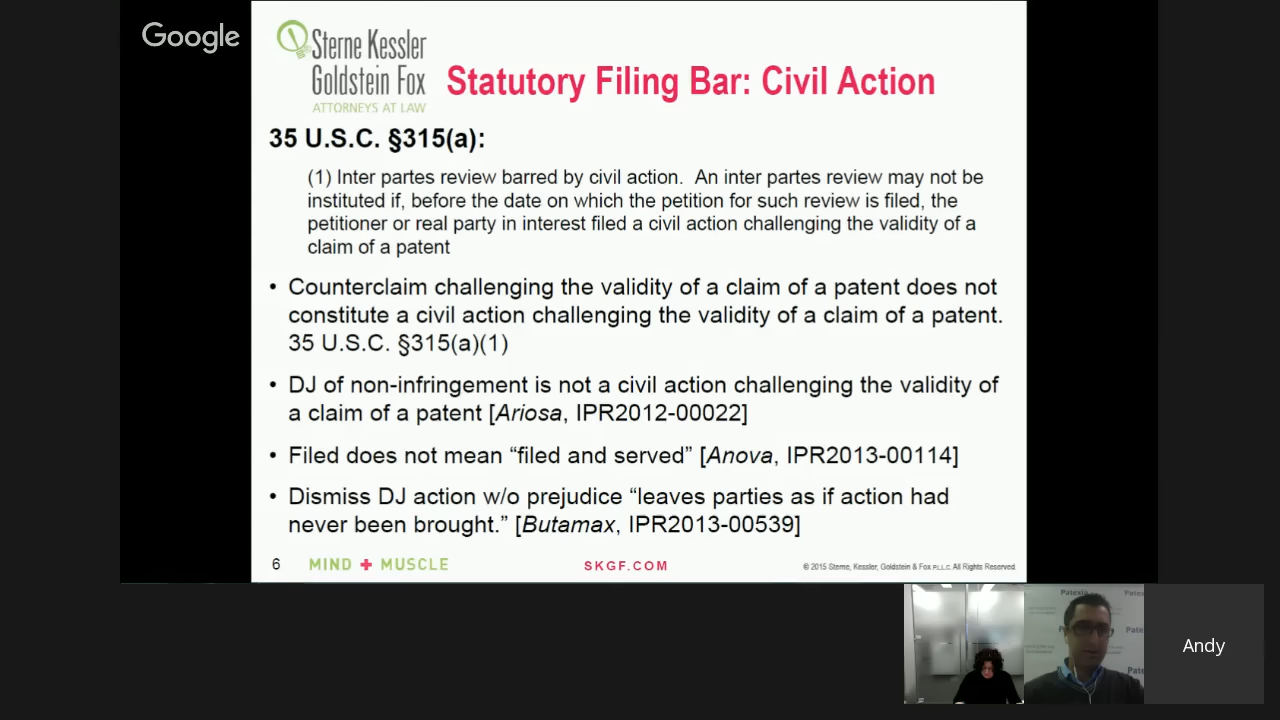 Google
Sterne Kessler
Goldstein Fox
ATTORNEYS AT LAW
Statutory Filing Bar: Civil Action
35 U.S.C. §315(a):
(1) Inter partes review barred by civil action. An inter partes review may not be
instituted if, before the date on which the petition for such review is filed, the
petitioner or real party in interest filed a civil action challenging the validity of a
claim of a patent
• Counterclaim challenging the validity of a claim of a patent does not
constitute a civil action challenging the validity of a claim of a patent.
35 U.S.C. §315(a)(1)
• DJ of non-infringement is not a civil action challenging the validity of
a claim of a patent [Ariosa, IPR2012-00022]
• Filed does not mean “filed and served” [Anova, IPR2013-00114]
• Dismiss DJ action w/o prejudice “leaves parties as if action had
never been brought.” [Butamax, IPR2013-00539]
6 MIND + MUSCLE
SKGF.COM
© 2015 Sterne, Kessler, Goldstein & Fox P.L.L.C. All Rights Reserved.
Patexia
Andy